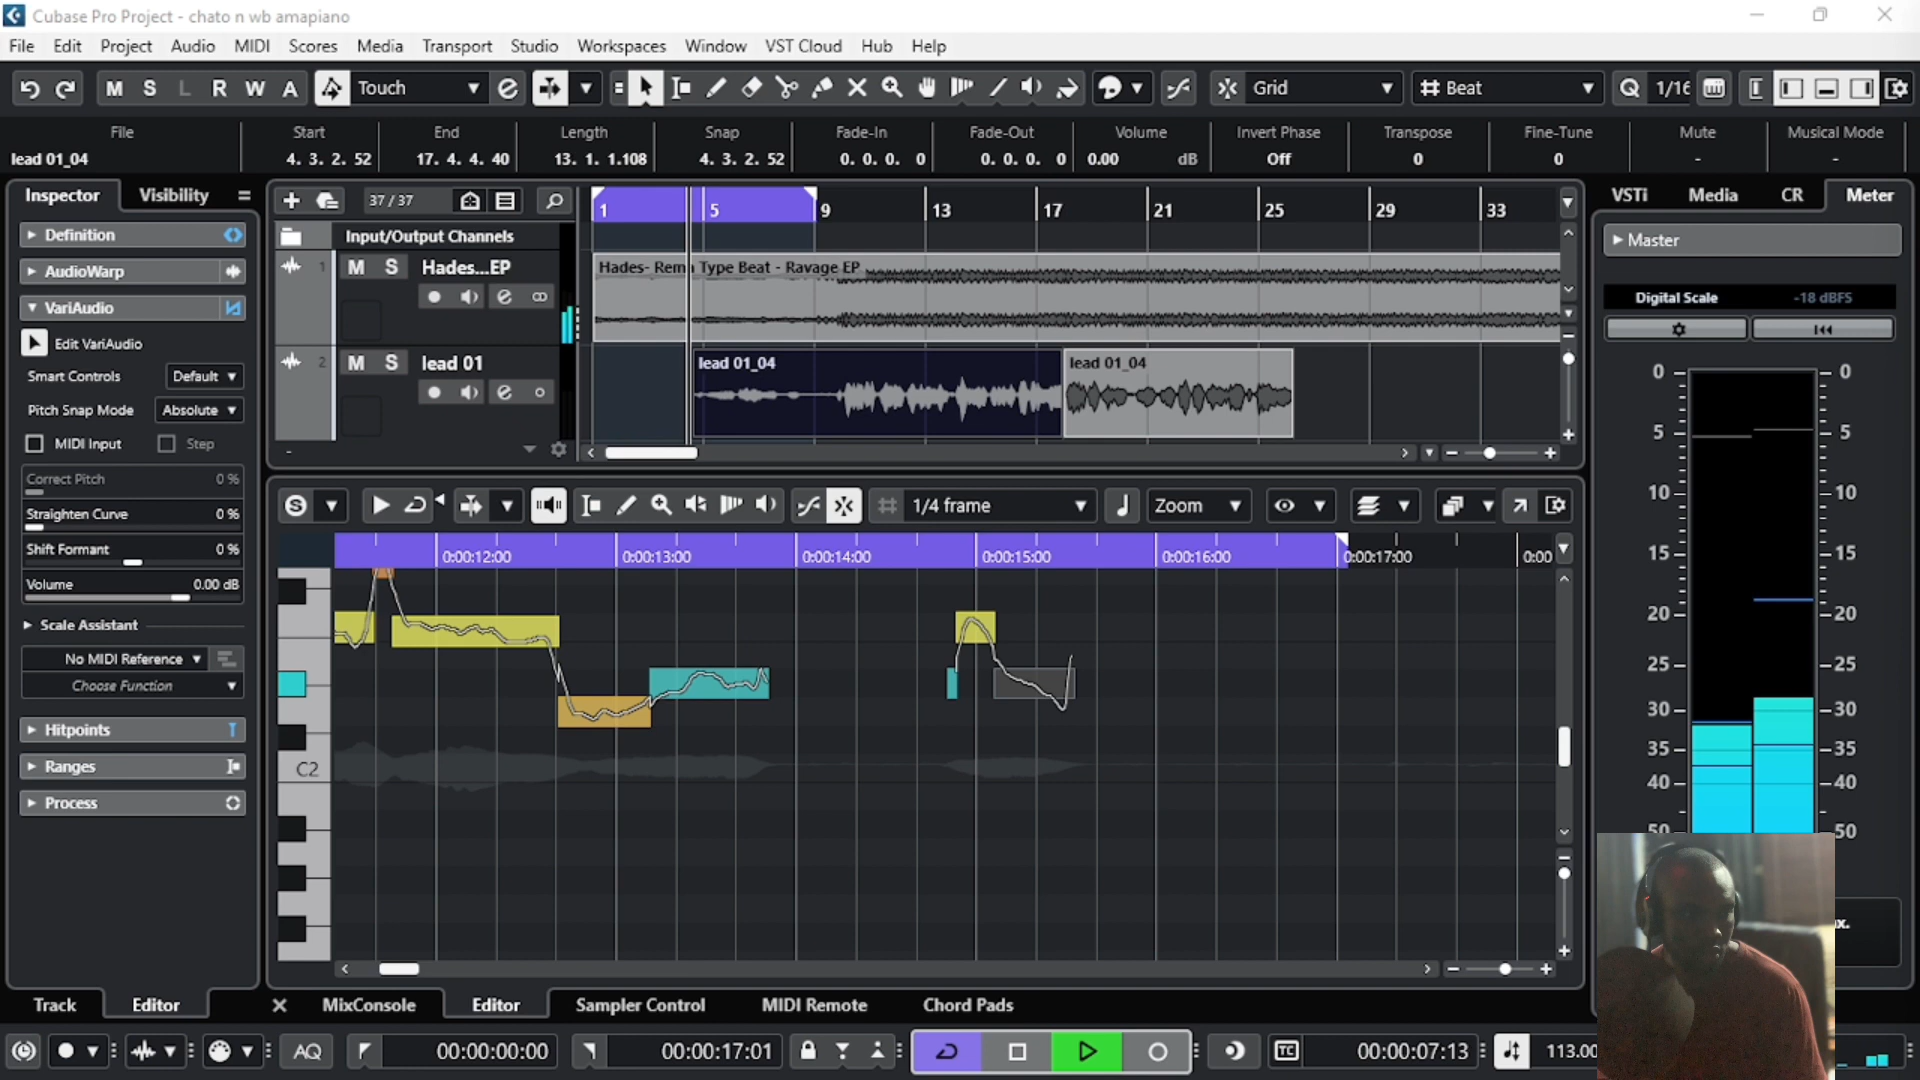 Cubase Pro Project - chato n wb amapiano
File Edit Project Audio MIDI Scores Media Transport Studio Workspaces Window VST Cloud Hub Help
M S L R W A Touch Grid Beat Q 1/16
File Start End Length Snap Fade-In Fade-Out Volume Invert Phase Transpose Fine-Tune Mute Musical Mode
lead 01_04 4. 3. 2. 52 17. 4. 4. 40 13. 1. 1.108 4. 3. 2. 52 0. 0. 0. 0 0. 0. 0. 0 0.00 dB Off 0 0 - -
Inspector Visibility
37 / 37
1 5 9 13 17 21 25 29 33
VSTi Media CR Meter
Definition
AudioWarp
VariAudio
Edit VariAudio
Smart Controls Default
Pitch Snap Mode Absolute
MIDI Input Step
Correct Pitch 0 %
Straighten Curve 0 %
Shift Formant 0 %
Volume 0.00 dB
Scale Assistant
No MIDI Reference
Choose Function
Hitpoints
Ranges
Process
Input/Output Channels
1 M S Hades...EP
Hades- Rema Type Beat - Ravage EP
2 M S lead 01
lead 01_04
lead 01_04
Master
Digital Scale -18 dBFS
0 0
5 5
10 10
15 15
20 20
25 25
30 30
35 35
40 40
50 50
1/4 frame Zoom
0:00:12:00 0:00:13:00 0:00:14:00 0:00:15:00 0:00:16:00 0:00:17:00 0:00
C2
Track Editor MixConsole Editor Sampler Control MIDI Remote Chord Pads
AQ 00:00:00:00 00:00:17:01 TC 00:00:07:13 113.00